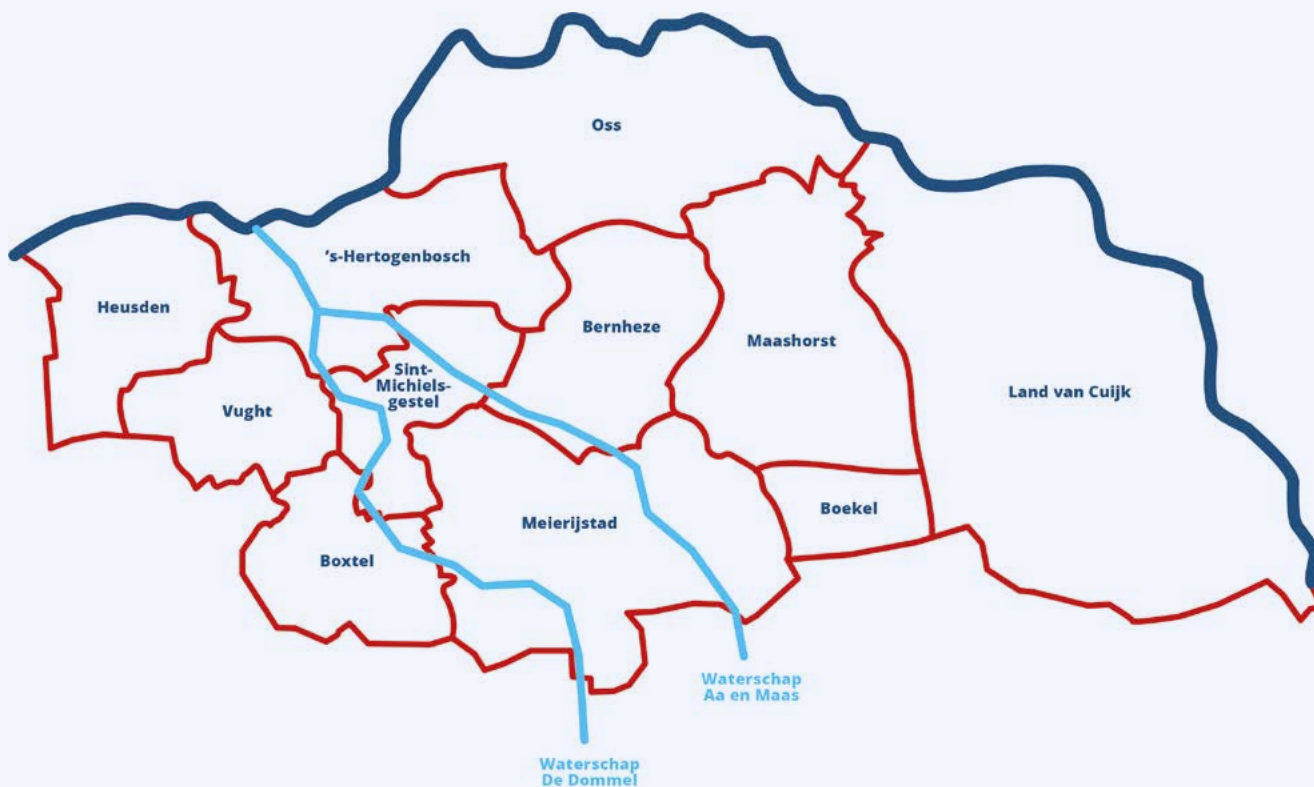 Oss
's-Hertogenbosch
Heusden
Bernheze
Maashorst
Sint-
Michiels-
gestel
Land van Cuijk
Vught
Boekel
Meierijstad
Boxtel
Waterschap
Aa en Maas
Waterschap
De Dommel